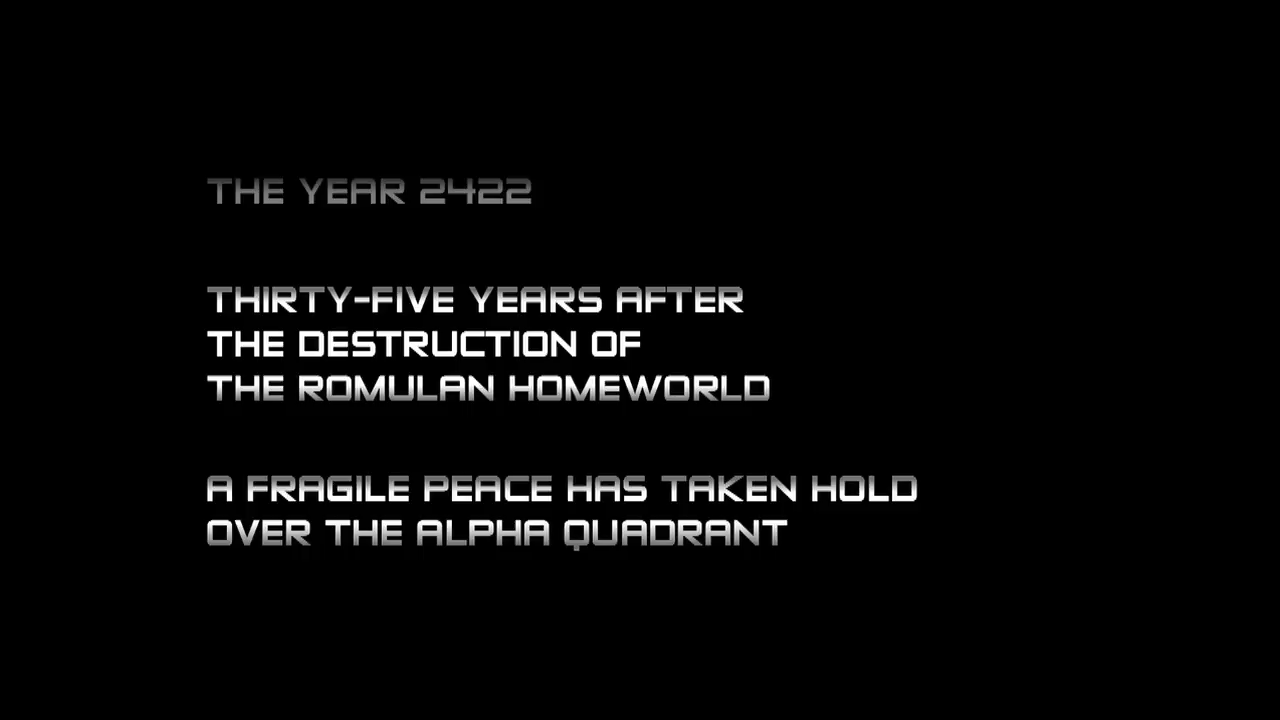 THE YEAR 2422
THIRTY-FIVE YEARS AFTER
THE DESTRUCTION OF
THE ROMULAN HOMEWORLD
A FRAGILE PEACE HAS TAKEN HOLD
OVER THE ALPHA QUADRANT